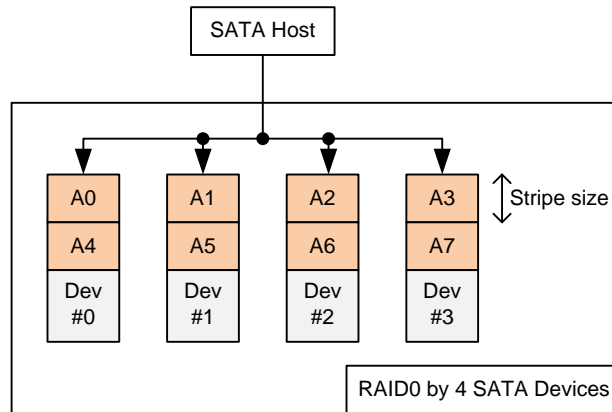 SATA Host
A0
A1
A2
A3
Stripe size
A4
A5
A6
A7
Dev
#0
Dev
#1
Dev
#2
Dev
#3
RAID0 by 4 SATA Devices